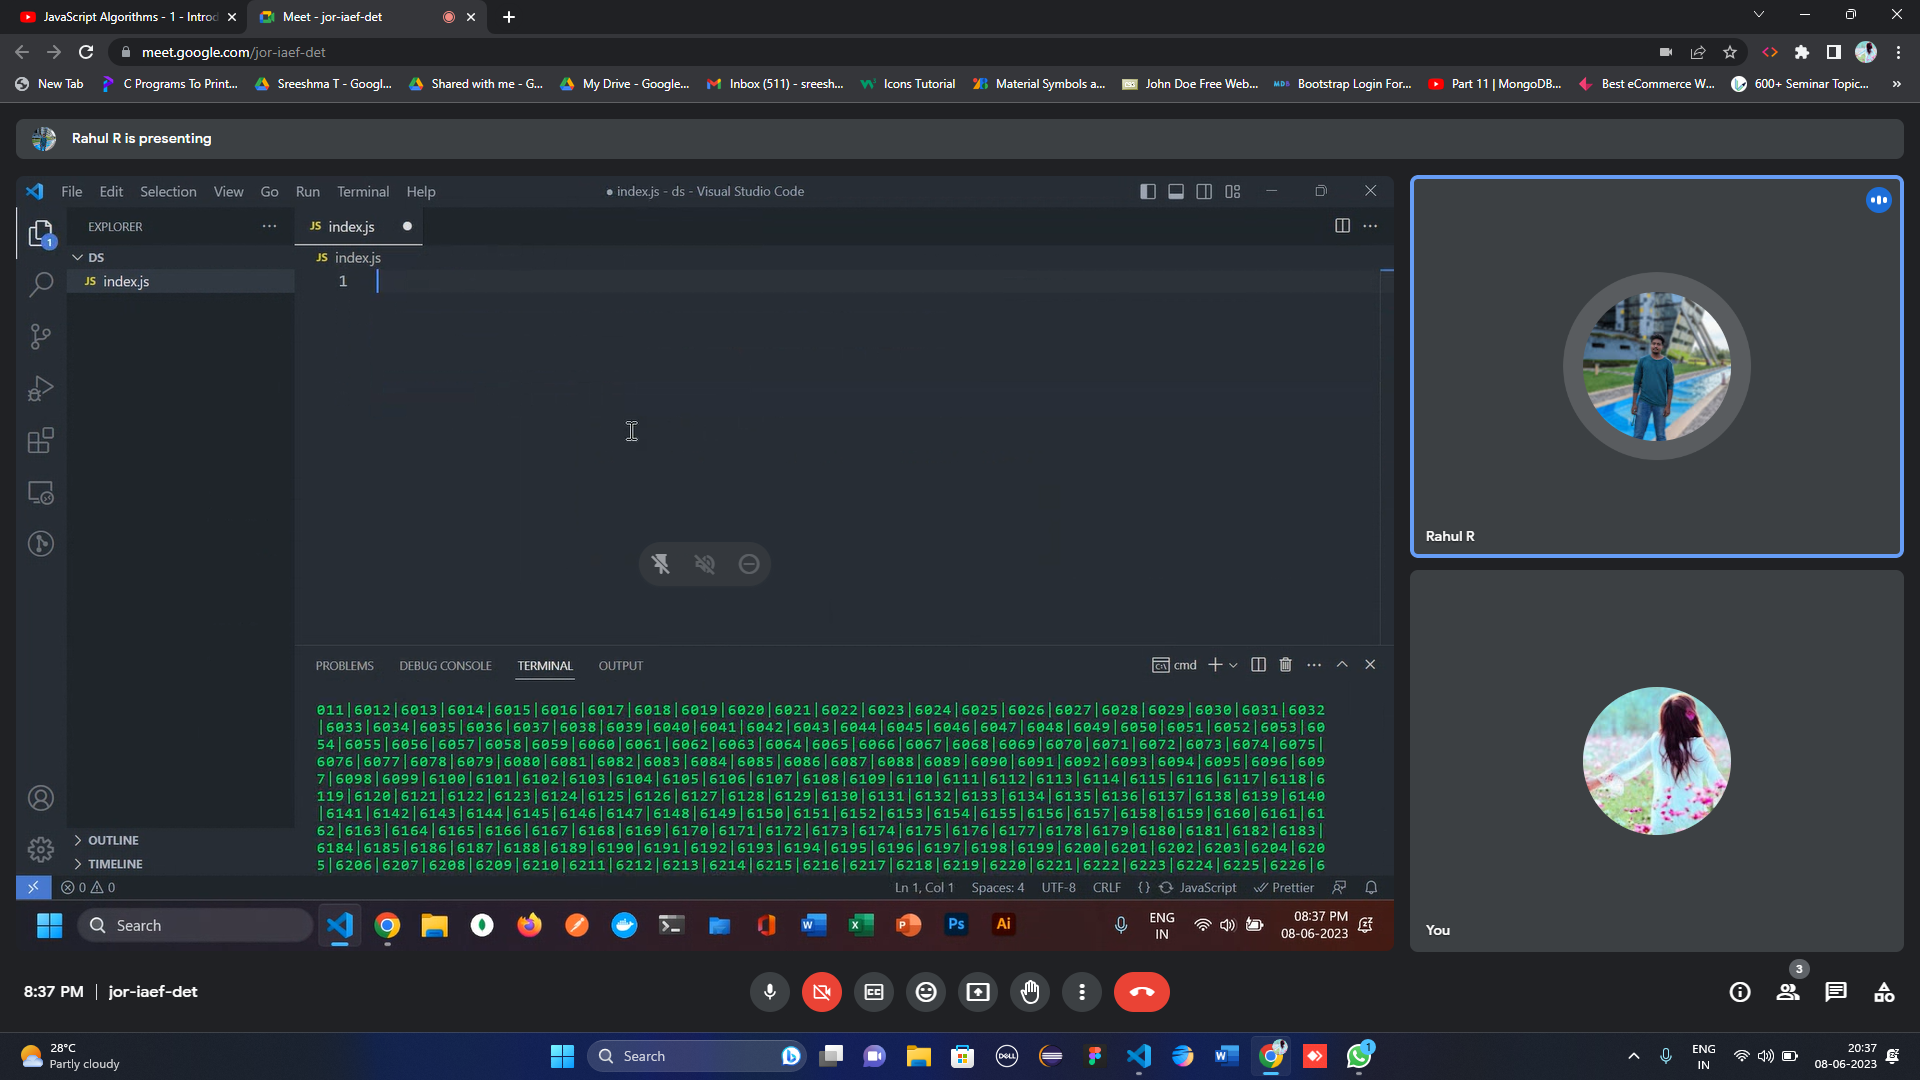 JavaScript Algorithms - 1 - Introd
Meet - jor-iaef-det
meet.google.com/jor-iaef-det
New Tab
C Programs To Print...
Sreeshma T - Googl...
Shared with me - G...
My Drive - Google...
Inbox (511) - sreesh...
Icons Tutorial
Material Symbols a...
John Doe Free Web...
Bootstrap Login For...
Part 11 | MongoDB...
Best eCommerce W...
600+ Seminar Topic...
Rahul R is presenting
File Edit Selection View Go Run Terminal Help
● index.js - ds - Visual Studio Code
EXPLORER
JS index.js
DS
JS index.js
JS index.js
1
1
Rahul R
PROBLEMS DEBUG CONSOLE TERMINAL OUTPUT
cmd
011|6012|6013|6014|6015|6016|6017|6018|6019|6020|6021|6022|6023|6024|6025|6026|6027|6028|6029|6030|6031|6032
|6033|6034|6035|6036|6037|6038|6039|6040|6041|6042|6043|6044|6045|6046|6047|6048|6049|6050|6051|6052|6053|60
54|6055|6056|6057|6058|6059|6060|6061|6062|6063|6064|6065|6066|6067|6068|6069|6070|6071|6072|6073|6074|6075|
6076|6077|6078|6079|6080|6081|6082|6083|6084|6085|6086|6087|6088|6089|6090|6091|6092|6093|6094|6095|6096|609
7|6098|6099|6100|6101|6102|6103|6104|6105|6106|6107|6108|6109|6110|6111|6112|6113|6114|6115|6116|6117|6118|6
119|6120|6121|6122|6123|6124|6125|6126|6127|6128|6129|6130|6131|6132|6133|6134|6135|6136|6137|6138|6139|6140
|6141|6142|6143|6144|6145|6146|6147|6148|6149|6150|6151|6152|6153|6154|6155|6156|6157|6158|6159|6160|6161|61
62|6163|6164|6165|6166|6167|6168|6169|6170|6171|6172|6173|6174|6175|6176|6177|6178|6179|6180|6181|6182|6183|
6184|6185|6186|6187|6188|6189|6190|6191|6192|6193|6194|6195|6196|6197|6198|6199|6200|6201|6202|6203|6204|620
5|6206|6207|6208|6209|6210|6211|6212|6213|6214|6215|6216|6217|6218|6219|6220|6221|6222|6223|6224|6225|6226|6
OUTLINE
TIMELINE
0 0
Ln 1, Col 1 Spaces: 4 UTF-8 CRLF {} JavaScript Prettier
You
Search
Ps
Ai
ENG
IN
08:37 PM
08-06-2023
8:37 PM | jor-iaef-det
3
28°C
Partly cloudy
Search
DELL
1
ENG
IN
20:37
08-06-2023